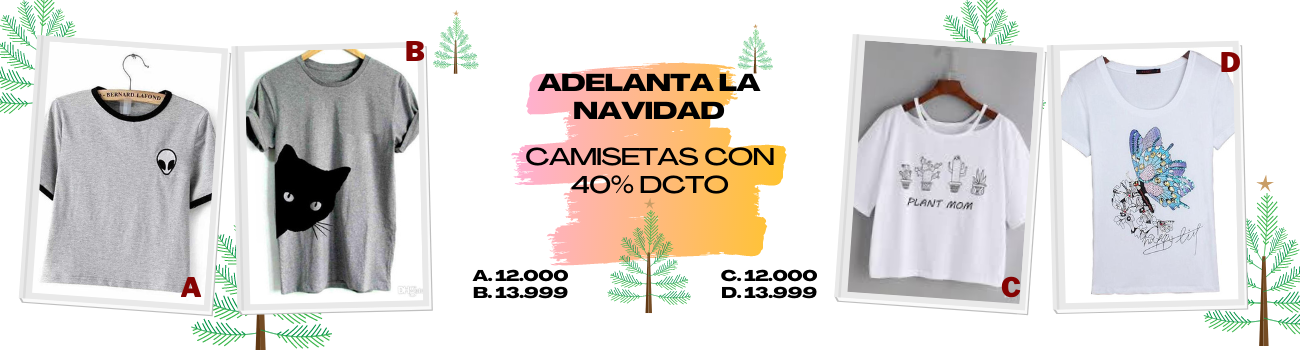 BERNARD LAFOND
A
B
ADELANTA LA
NAVIDAD
CAMISETAS CON
40% DCTO
A. 12.000
B. 13.999
C. 12.000
D. 13.999
PLANT MOM
C
D